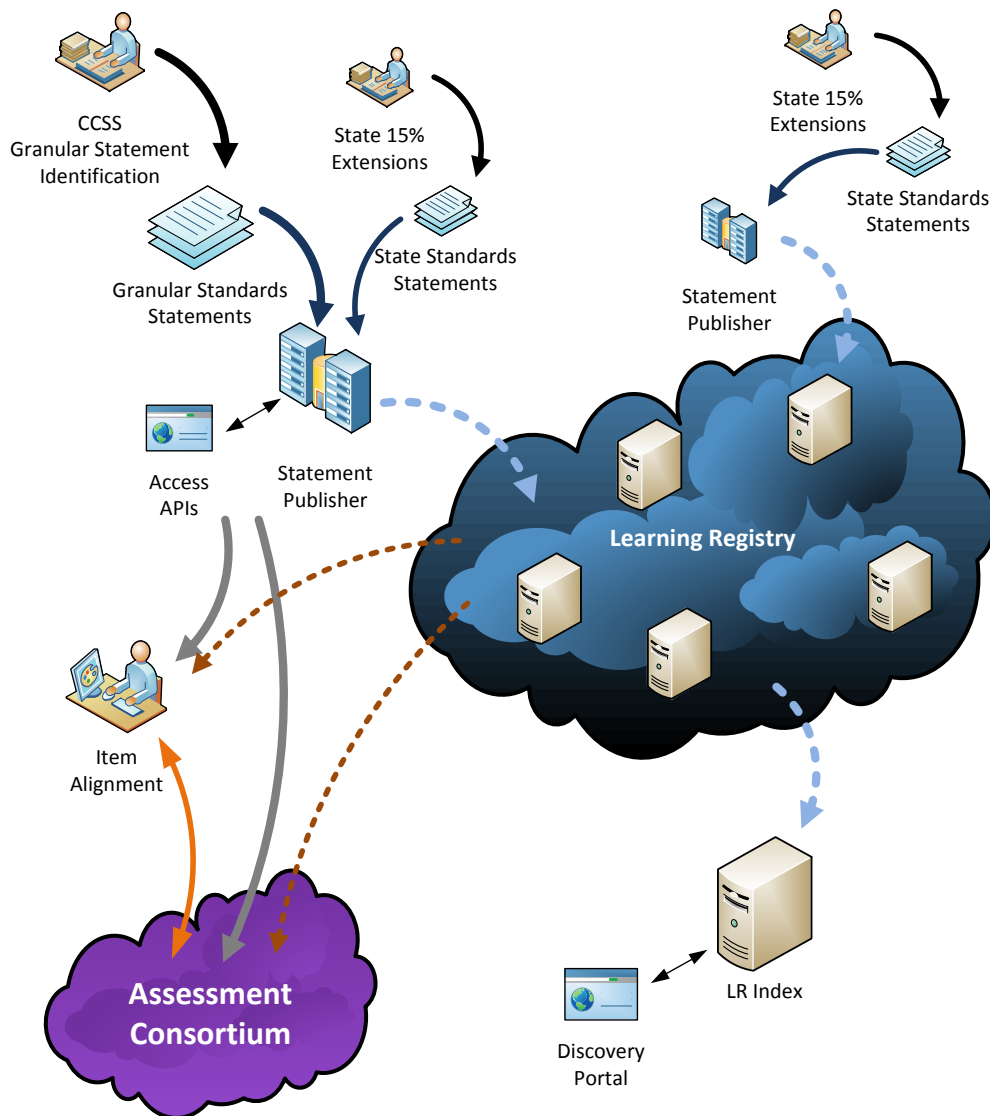 CCSS
Granular Statement
Identification
State 15%
Extensions
State 15%
Extensions
State Standards
Statements
State Standards
Statements
Granular Standards
Statements
Statement
Publisher
Access
APIs
Statement
Publisher
Learning Registry
Item
Alignment
Assessment
Consortium
LR Index
Discovery
Portal